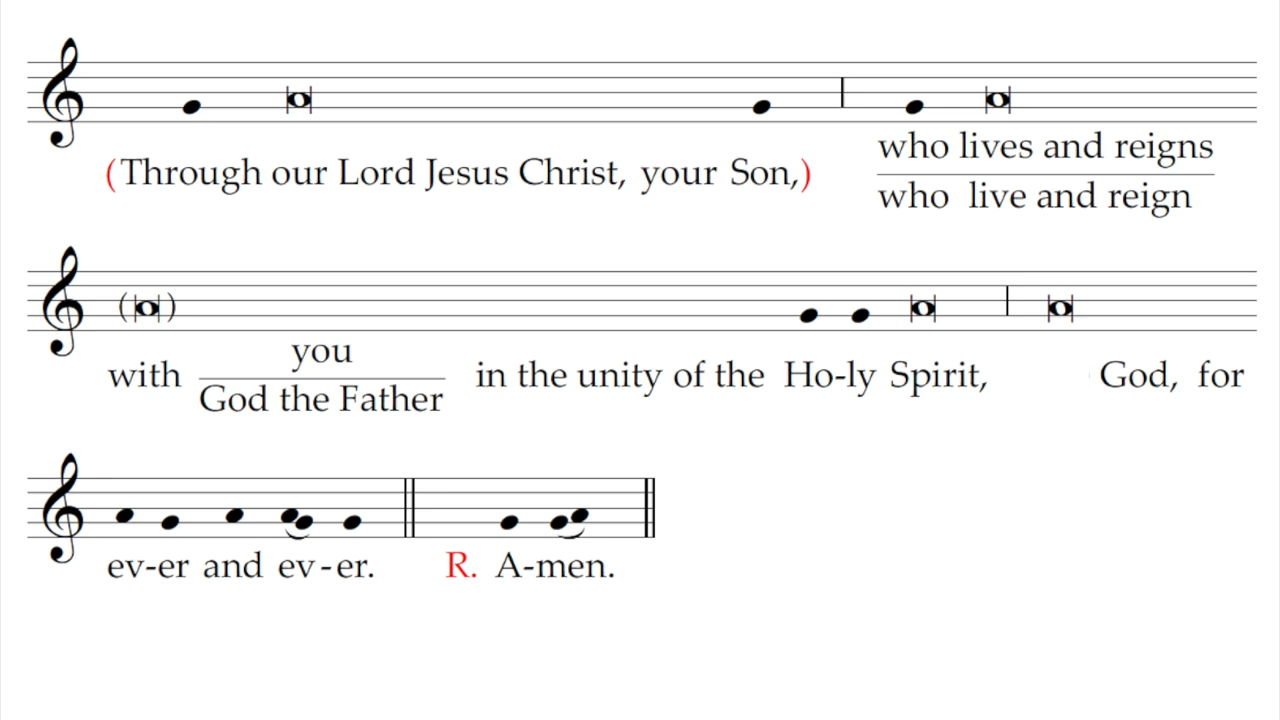 (Through our Lord Jesus Christ, your Son,)
who lives and reigns
who live and reign
with you in the unity of the Ho-ly Spirit, God, for
God the Father
ev-er and ev-er. R. A-men.